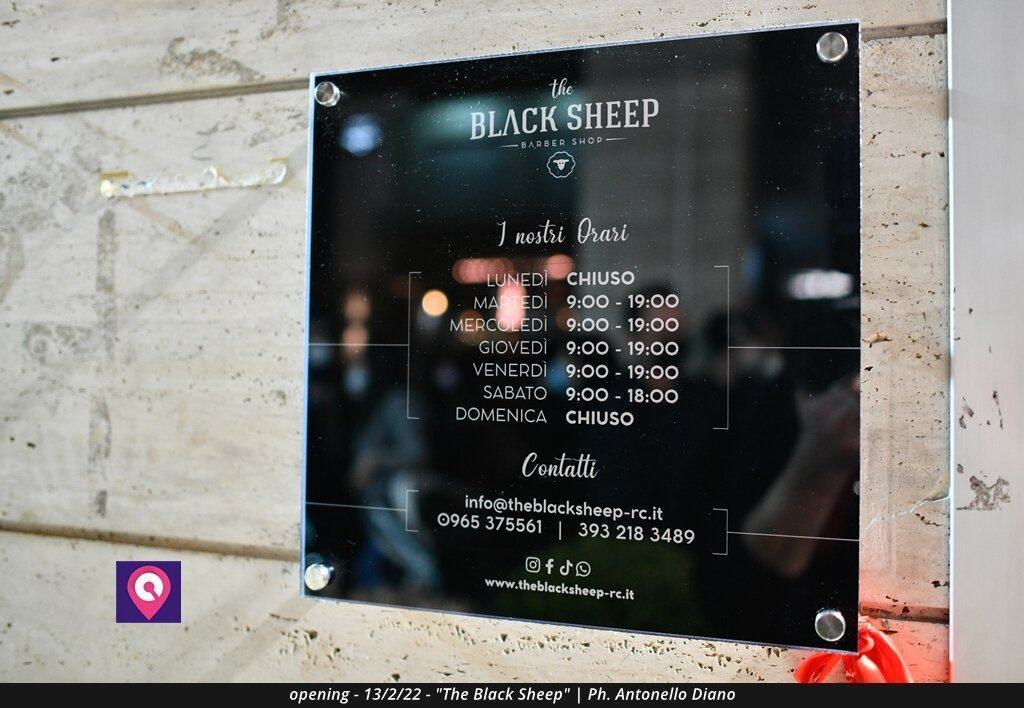 the
BLACK SHEEP
BARBER SHOP
I nostri Orari
LUNEDÌ CHIUSO
MARTEDÌ 9:00 - 19:00
MERCOLEDÌ 9:00 - 19:00
GIOVEDÌ 9:00 - 19:00
VENERDÌ 9:00 - 19:00
SABATO 9:00 - 18:00
DOMENICA CHIUSO
Contatti
info@theblacksheep-rc.it
0965 375561 | 393 218 3489
www.theblacksheep-rc.it
opening - 13/2/22 - "The Black Sheep" | Ph. Antonello Diano